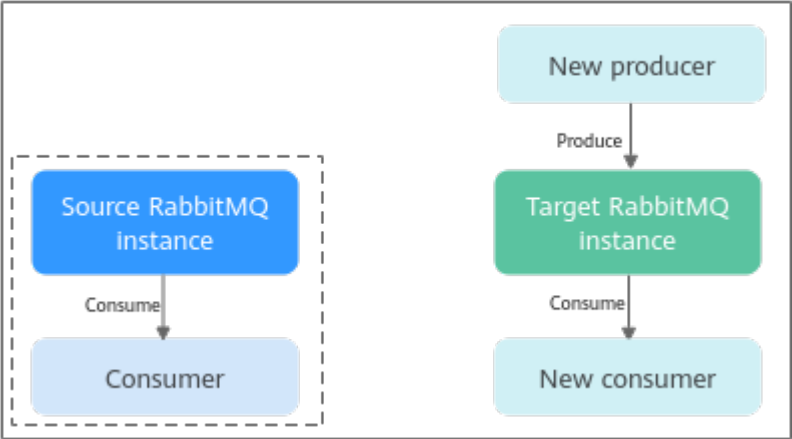 New producer
Produce
Source RabbitMQ
instance
Target RabbitMQ
instance
Consume
Consume
Consumer
New consumer